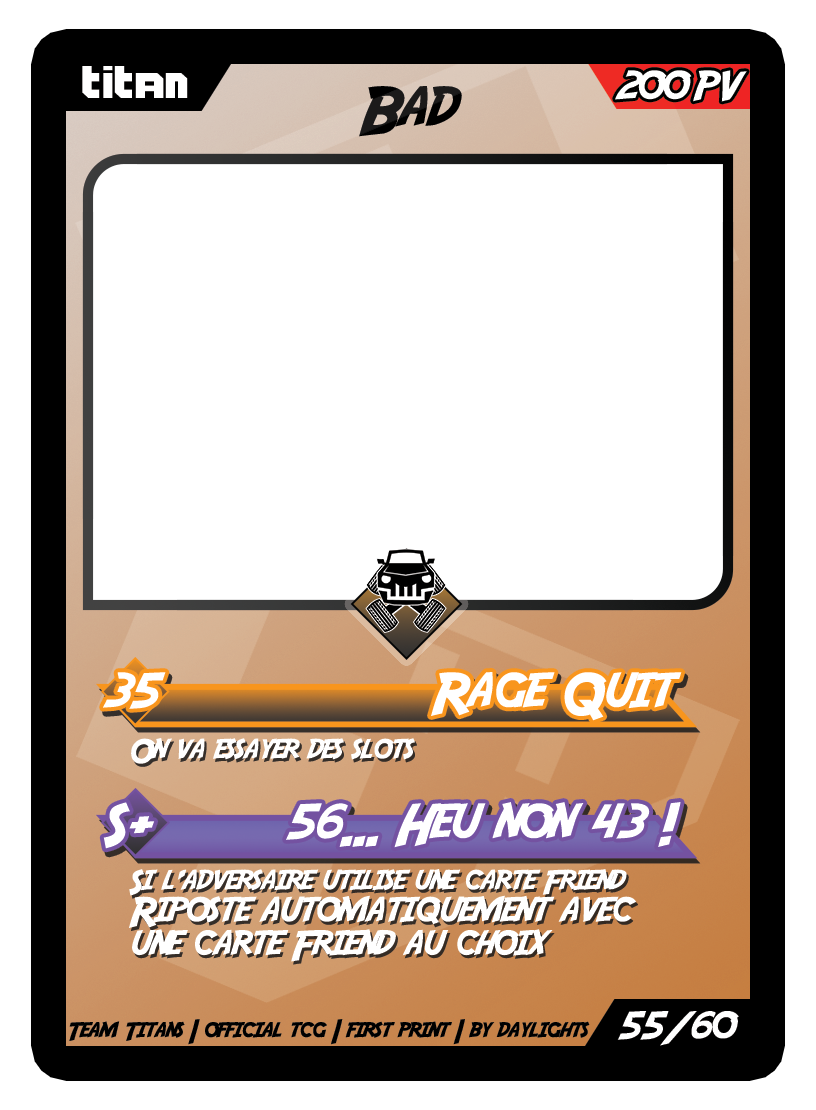 titan
Bad
200 PV
35
Rage Quit
On va essayer des slots
S+
56... Heu non 43 !
Si l'adversaire utilise une carte Friend
Riposte automatiquement avec
une carte Friend au choix
Team Titans | official tcg | first print | by daylights
55/60